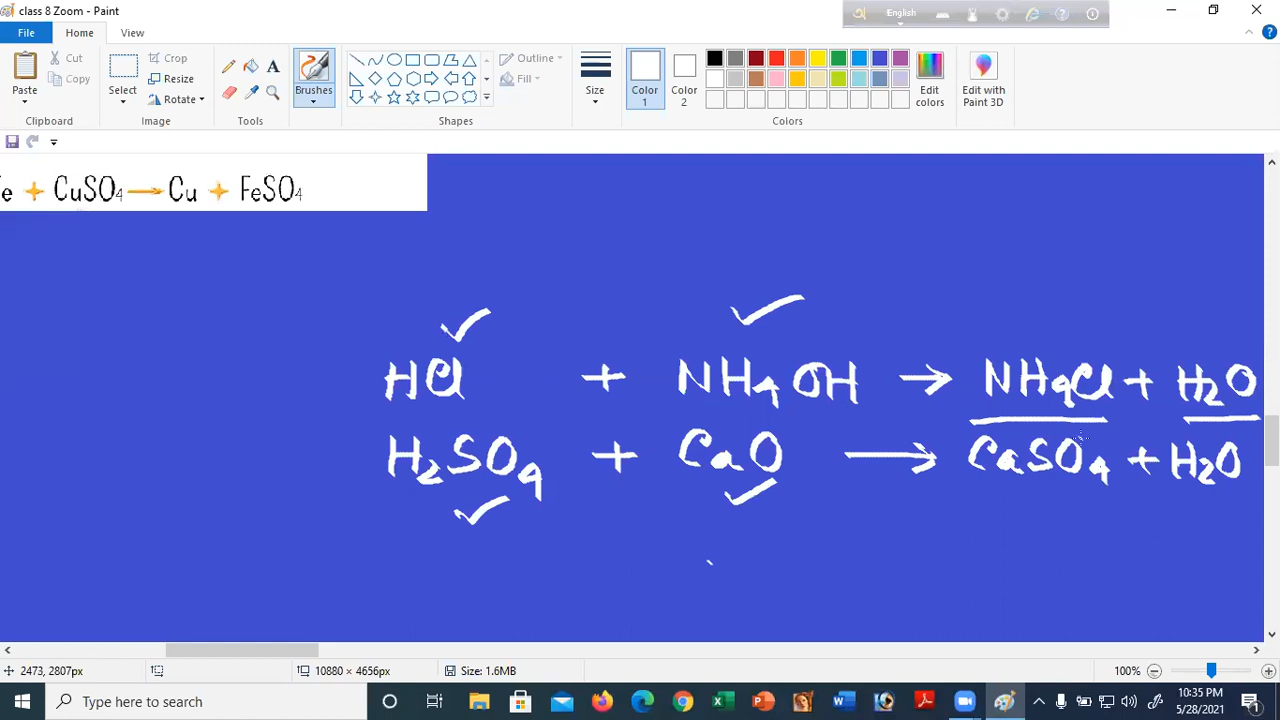 class 8 Zoom - Paint
English
File Home View
Paste Cut Copy
Clipboard
Select Crop Resize Rotate
Image
A
Tools
Brushes
Outline Fill
Shapes
Size
Color 1
Color 2
Edit colors
Colors
Edit with Paint 3D
e + CuSO4 → Cu + FeSO4
HCl + NH4OH → NH4Cl + H2O
H2SO4 + CaO → CaSO4 + H2O
2473, 2807px
10880 × 4656px
Size: 1.6MB
100%
Type here to search
10:35 PM
5/28/2021